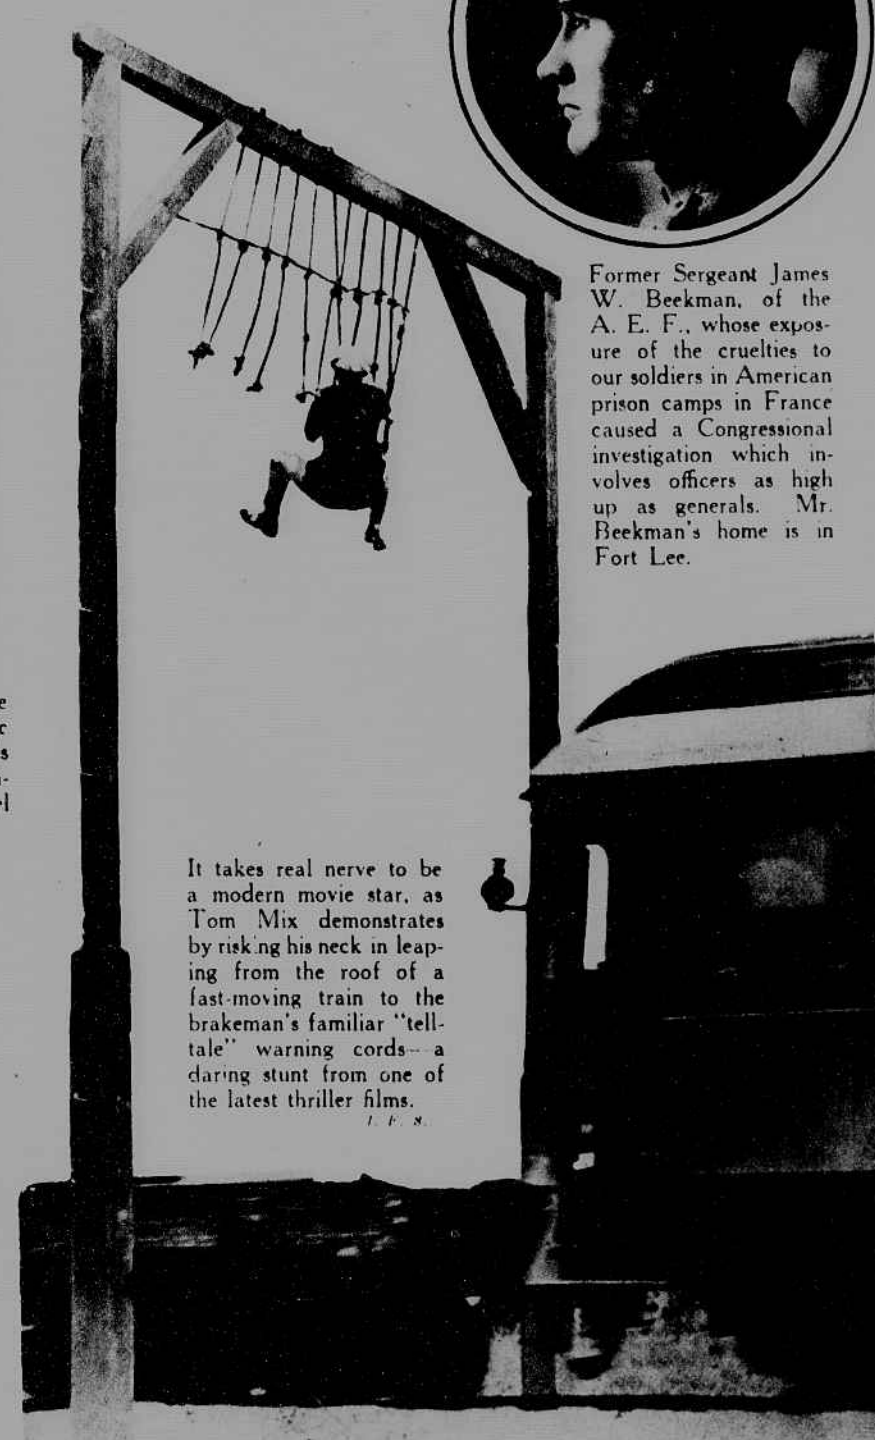 Former Sergeant James
W. Beekman, of the
A. E. F., whose expos-
ure of the cruelties to
our soldiers in American
prison camps in France
caused a Congressional
investigation which in-
volves officers as high
up as generals. Mr.
Beekman's home is in
Fort Lee.
It takes real nerve to be
a modern movie star, as
Tom Mix demonstrates
by risking his neck in leap-
ing from the roof of a
fast-moving train to the
brakeman's familiar "tell-
tale" warning cords—a
daring stunt from one of
the latest thriller films.